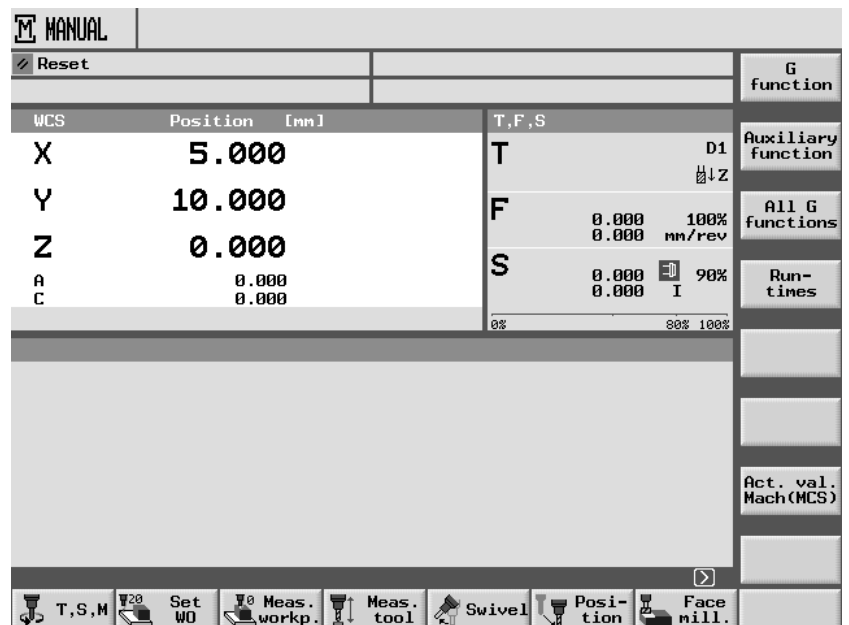 M MANUAL
Reset
G function
WCS Position [mm]
T,F,S
X 5.000
Y 10.000
Z 0.000
A 0.000
C 0.000
T D1
Z
F 0.000 100%
0.000 mm/rev
S 0.000 90%
0.000 I
0% 80% 100%
Auxiliary function
All G functions
Run-times
Act. val. Mach(MCS)
T,S,M
20 Set WO
0 Meas. workp.
Meas. tool
Swivel
Posi-tion
Face mill.